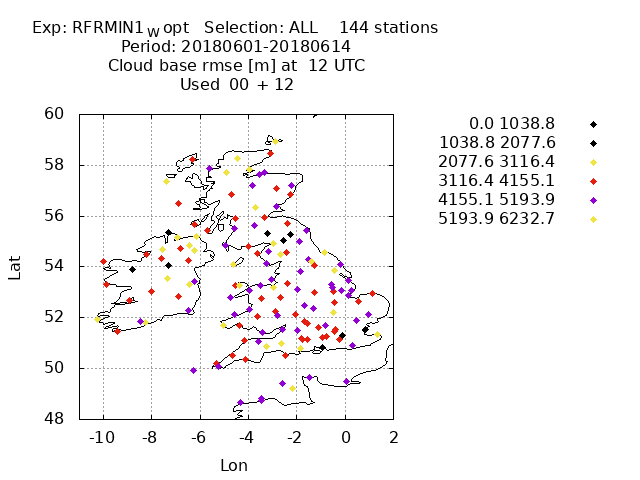 Exp: RFRMIN1 W opt Selection: ALL 144 stations
Period: 20180601-20180614
Cloud base rmse [m] at 12 UTC
Used 00 + 12
60
58
56
54
52
50
48
-10 -8 -6 -4 -2 0 2
Lat
Lon
0.0 1038.8
1038.8 2077.6
2077.6 3116.4
3116.4 4155.1
4155.1 5193.9
5193.9 6232.7